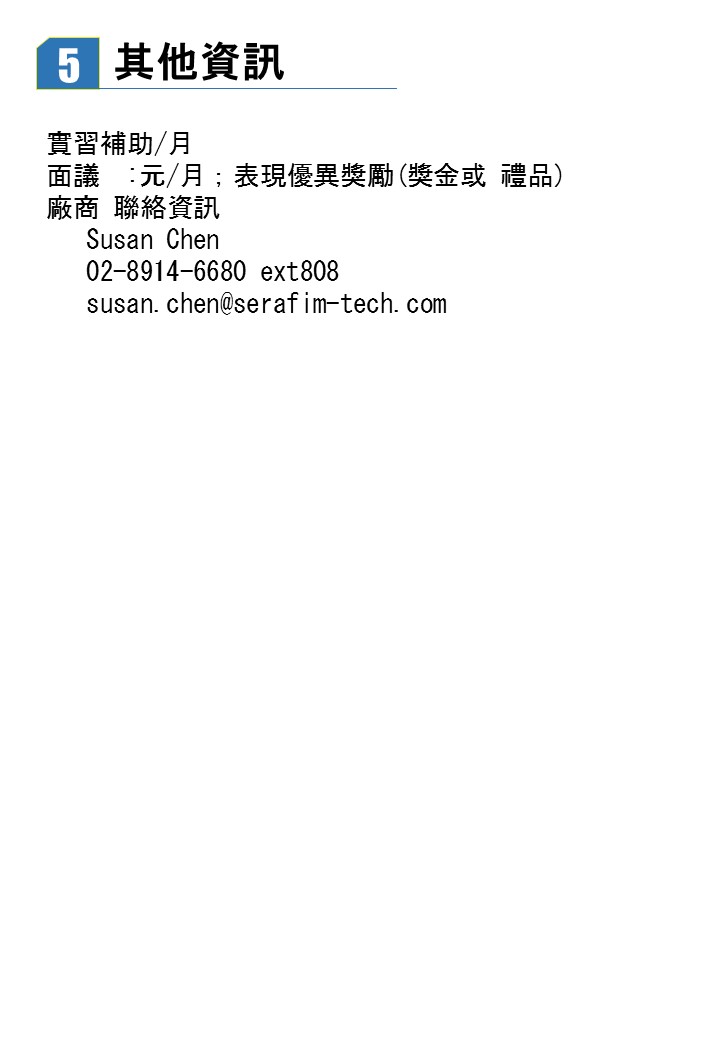 5 其他資訊
實習補助/月
面議 :元/月；表現優異獎勵(獎金或 禮品)
廠商 聯絡資訊
Susan Chen
02-8914-6680 ext808
susan.chen@serafim-tech.com